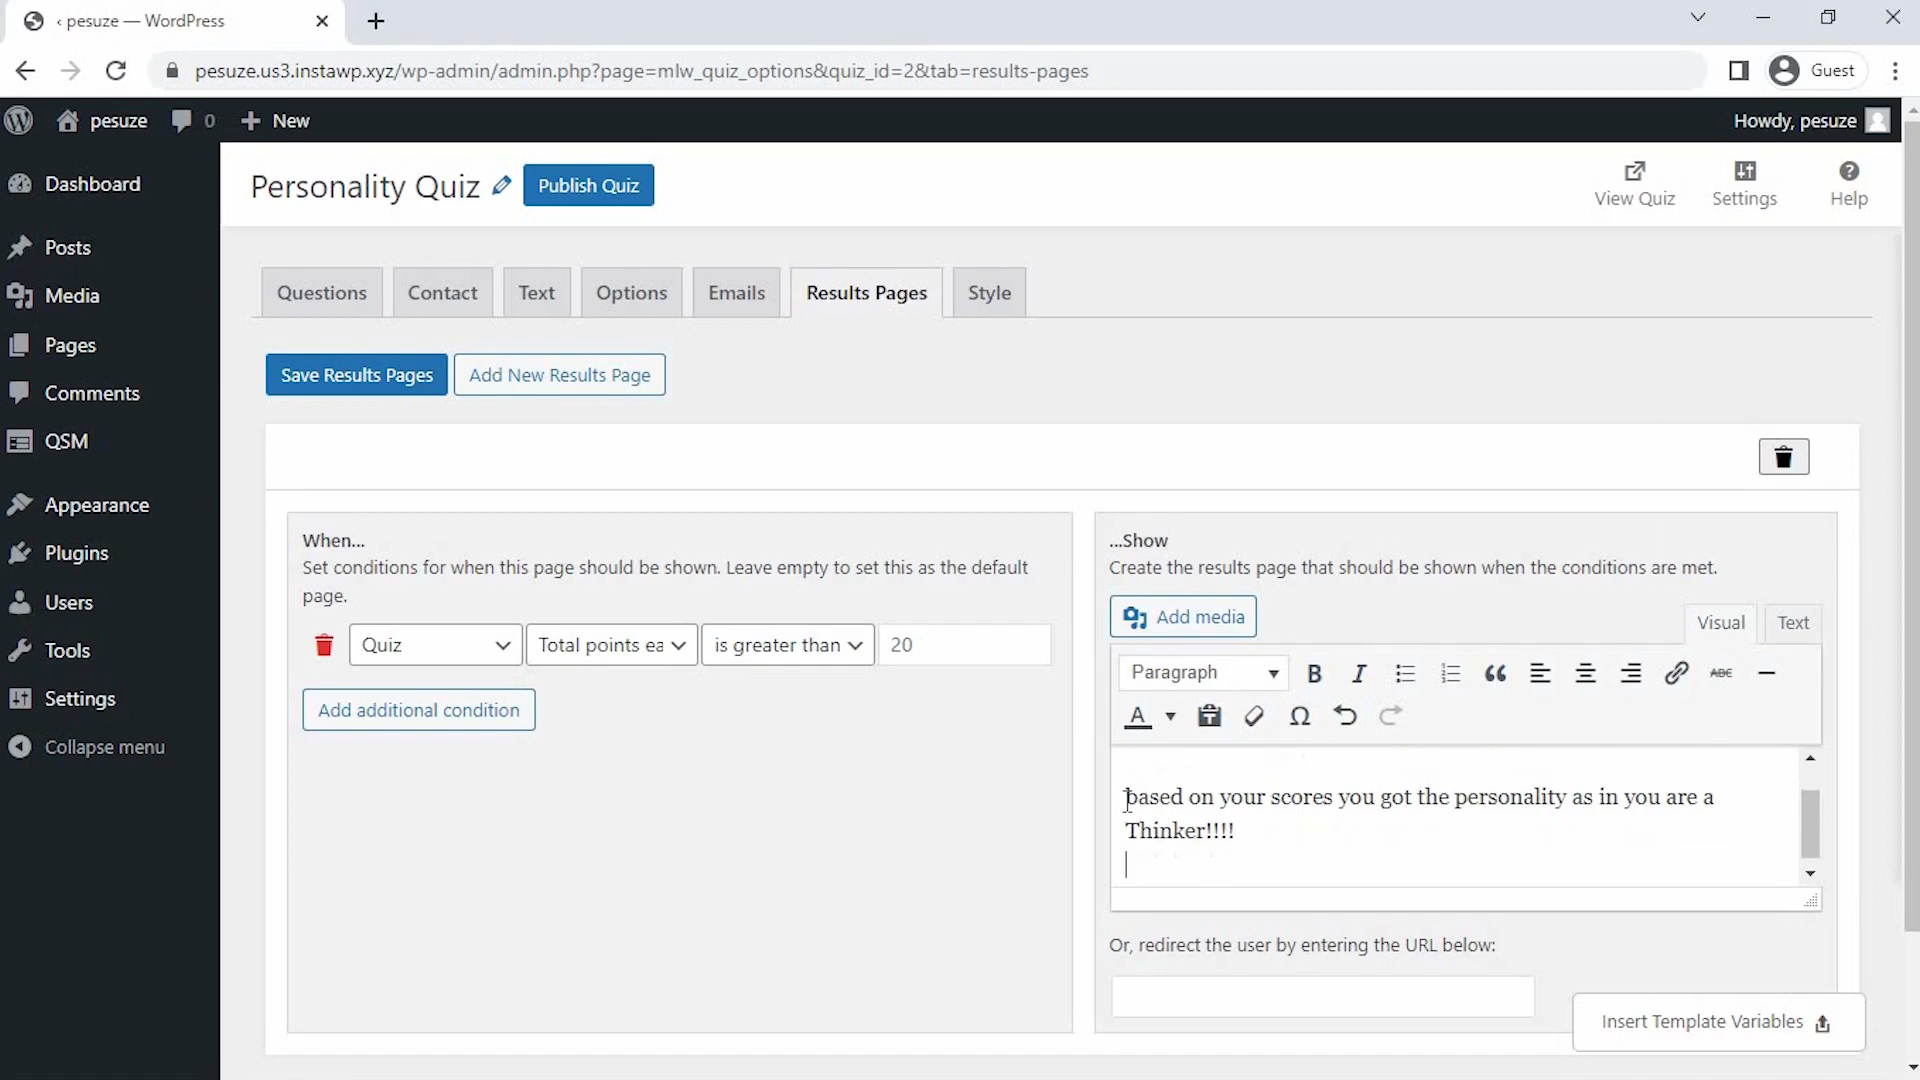 ‹ pesuze — WordPress
pesuze.us3.instawp.xyz/wp-admin/admin.php?page=mlw_quiz_options&quiz_id=2&tab=results-pages
Guest
pesuze 0 New
Howdy, pesuze
Dashboard
Posts
Media
Pages
Comments
QSM
Appearance
Plugins
Users
Tools
Settings
Collapse menu
Personality Quiz Publish Quiz
View Quiz Settings Help
Questions Contact Text Options Emails Results Pages Style
Save Results Pages Add New Results Page
When...
Set conditions for when this page should be shown. Leave empty to set this as the default
page.
Quiz Total points ea is greater than 20
Add additional condition
...Show
Create the results page that should be shown when the conditions are met.
Add media
Visual Text
Paragraph B I ABC
A Ω
based on your scores you got the personality as in you are a
Thinker!!!!
Or, redirect the user by entering the URL below:
Insert Template Variables